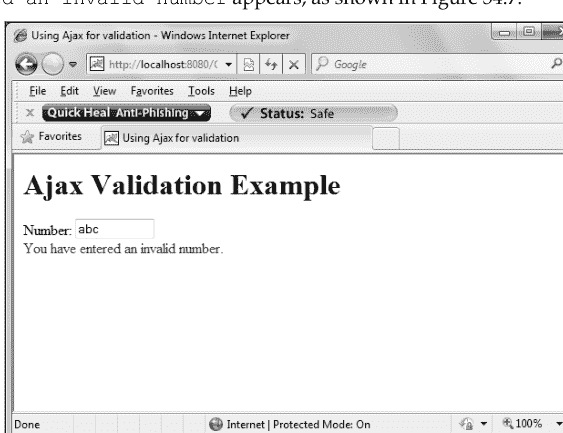 an invalid number appears, as shown in Figure 34.7.
Using Ajax for validation - Windows Internet Explorer
http://localhost:8080/(
Google
File Edit View Favorites Tools Help
x Quick Heal Anti-Phishing ✓ Status: Safe
Favorites Using Ajax for validation
Ajax Validation Example
Number: abc
You have entered an invalid number.
Done Internet | Protected Mode: On 100%